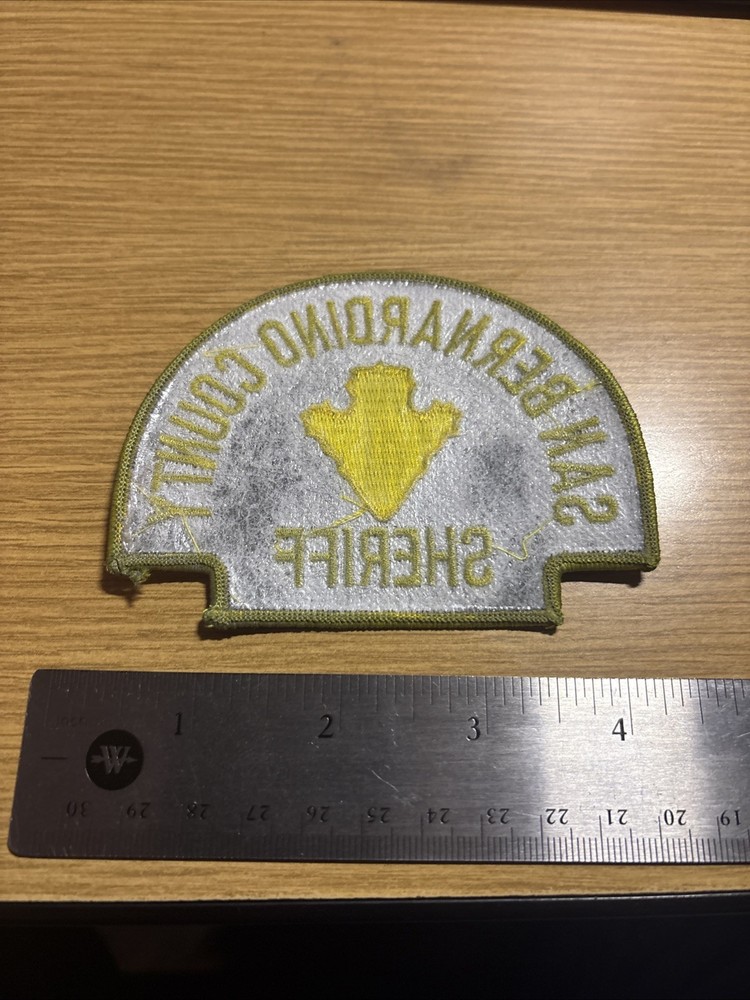 SAN BERNARDINO COUNTY
SHERIFF
1 2 3 4
W
30 29 28 27 26 25 24 23 22 21 20 19